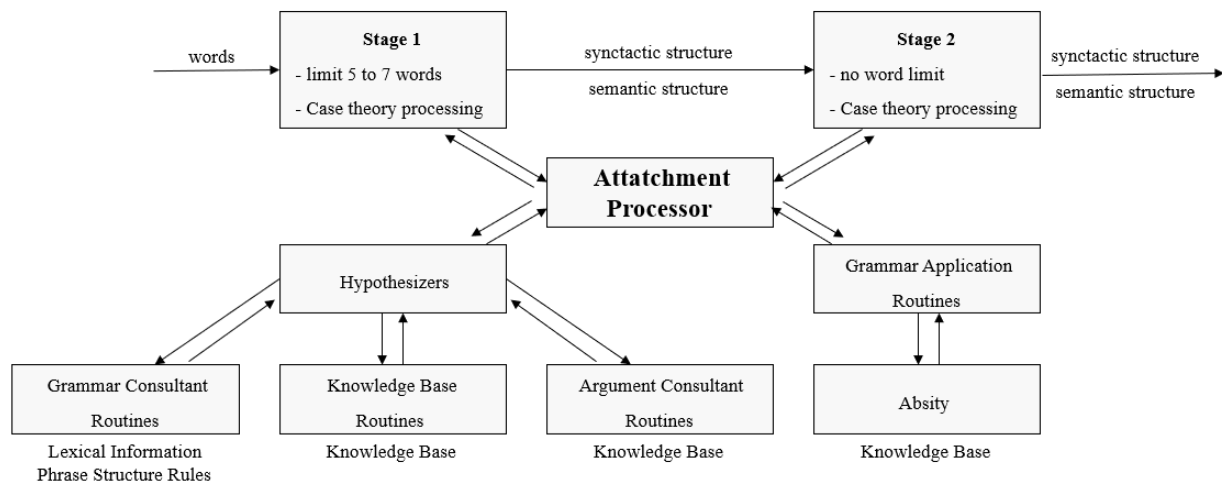 Stage 1
- limit 5 to 7 words
- Case theory processing
words
synctactic structure
semantic structure
Stage 2
- no word limit
- Case theory processing
synctactic structure
semantic structure
Attatchment
Processor
Hypothesizers
Grammar Application
Routines
Grammar Consultant
Routines
Knowledge Base
Routines
Argument Consultant
Routines
Absity
Lexical Information
Phrase Structure Rules
Knowledge Base
Knowledge Base
Knowledge Base